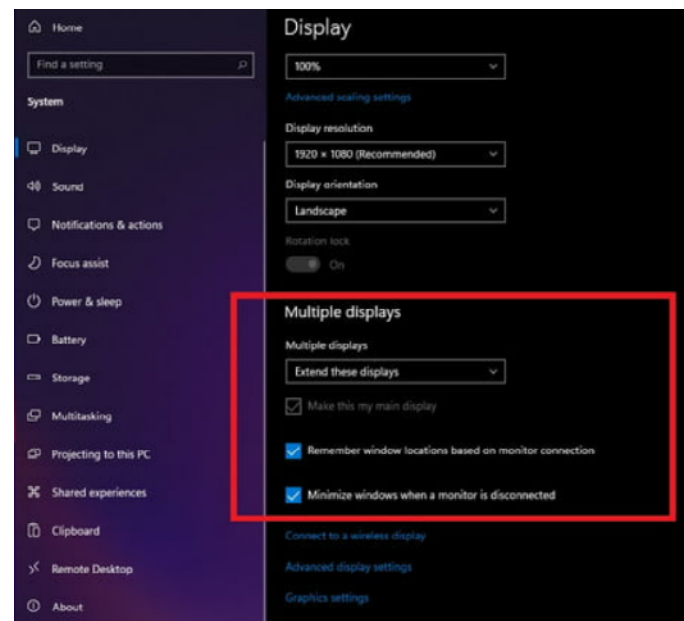 Home
Find a setting
System
Display
Sound
Notifications & actions
Focus assist
Power & sleep
Battery
Storage
Multitasking
Projecting to this PC
Shared experiences
Clipboard
Remote Desktop
About
Display
100%
Advanced scaling settings
Display resolution
1920 × 1080 (Recommended)
Display orientation
Landscape
Rotation lock
On
Multiple displays
Multiple displays
Extend these displays
Make this my main display
Remember window locations based on monitor connection
Minimize windows when a monitor is disconnected
Connect to a wireless display
Advanced display settings
Graphics settings